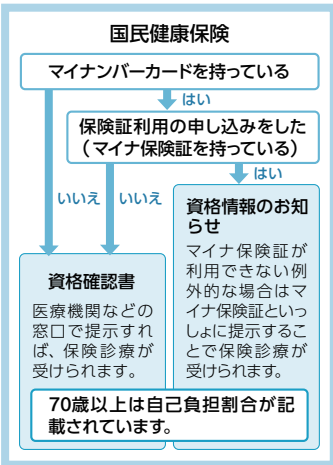 国民健康保険
マイナンバーカードを持っている
はい
保険証利用の申し込みをした
（マイナ保険証を持っている）
はい
いいえ
いいえ
資格確認書
医療機関などの
窓口で提示すれ
ば、保険診療が
受けられます。
資格情報のお知
らせ
マイナ保険証が
利用できない例
外的な場合はマ
イナ保険証といっ
しょに提示するこ
とで保険診療が
受けられます。
70歳以上は自己負担割合が記
載されています。